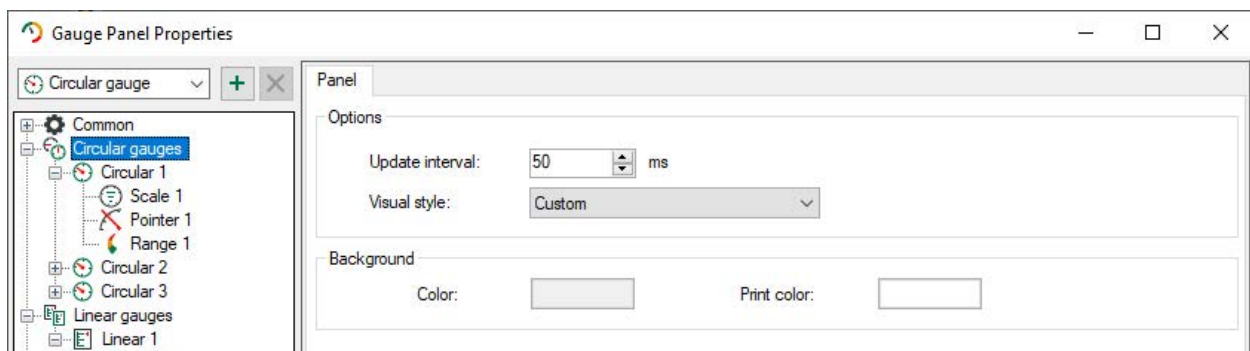 Gauge Panel Properties
Circular gauge
Panel
Common
Circular gauges
Circular 1
Scale 1
Pointer 1
Range 1
Circular 2
Circular 3
Linear gauges
Linear 1
Options
Update interval: 50 ms
Visual style: Custom
Background
Color: Print color: